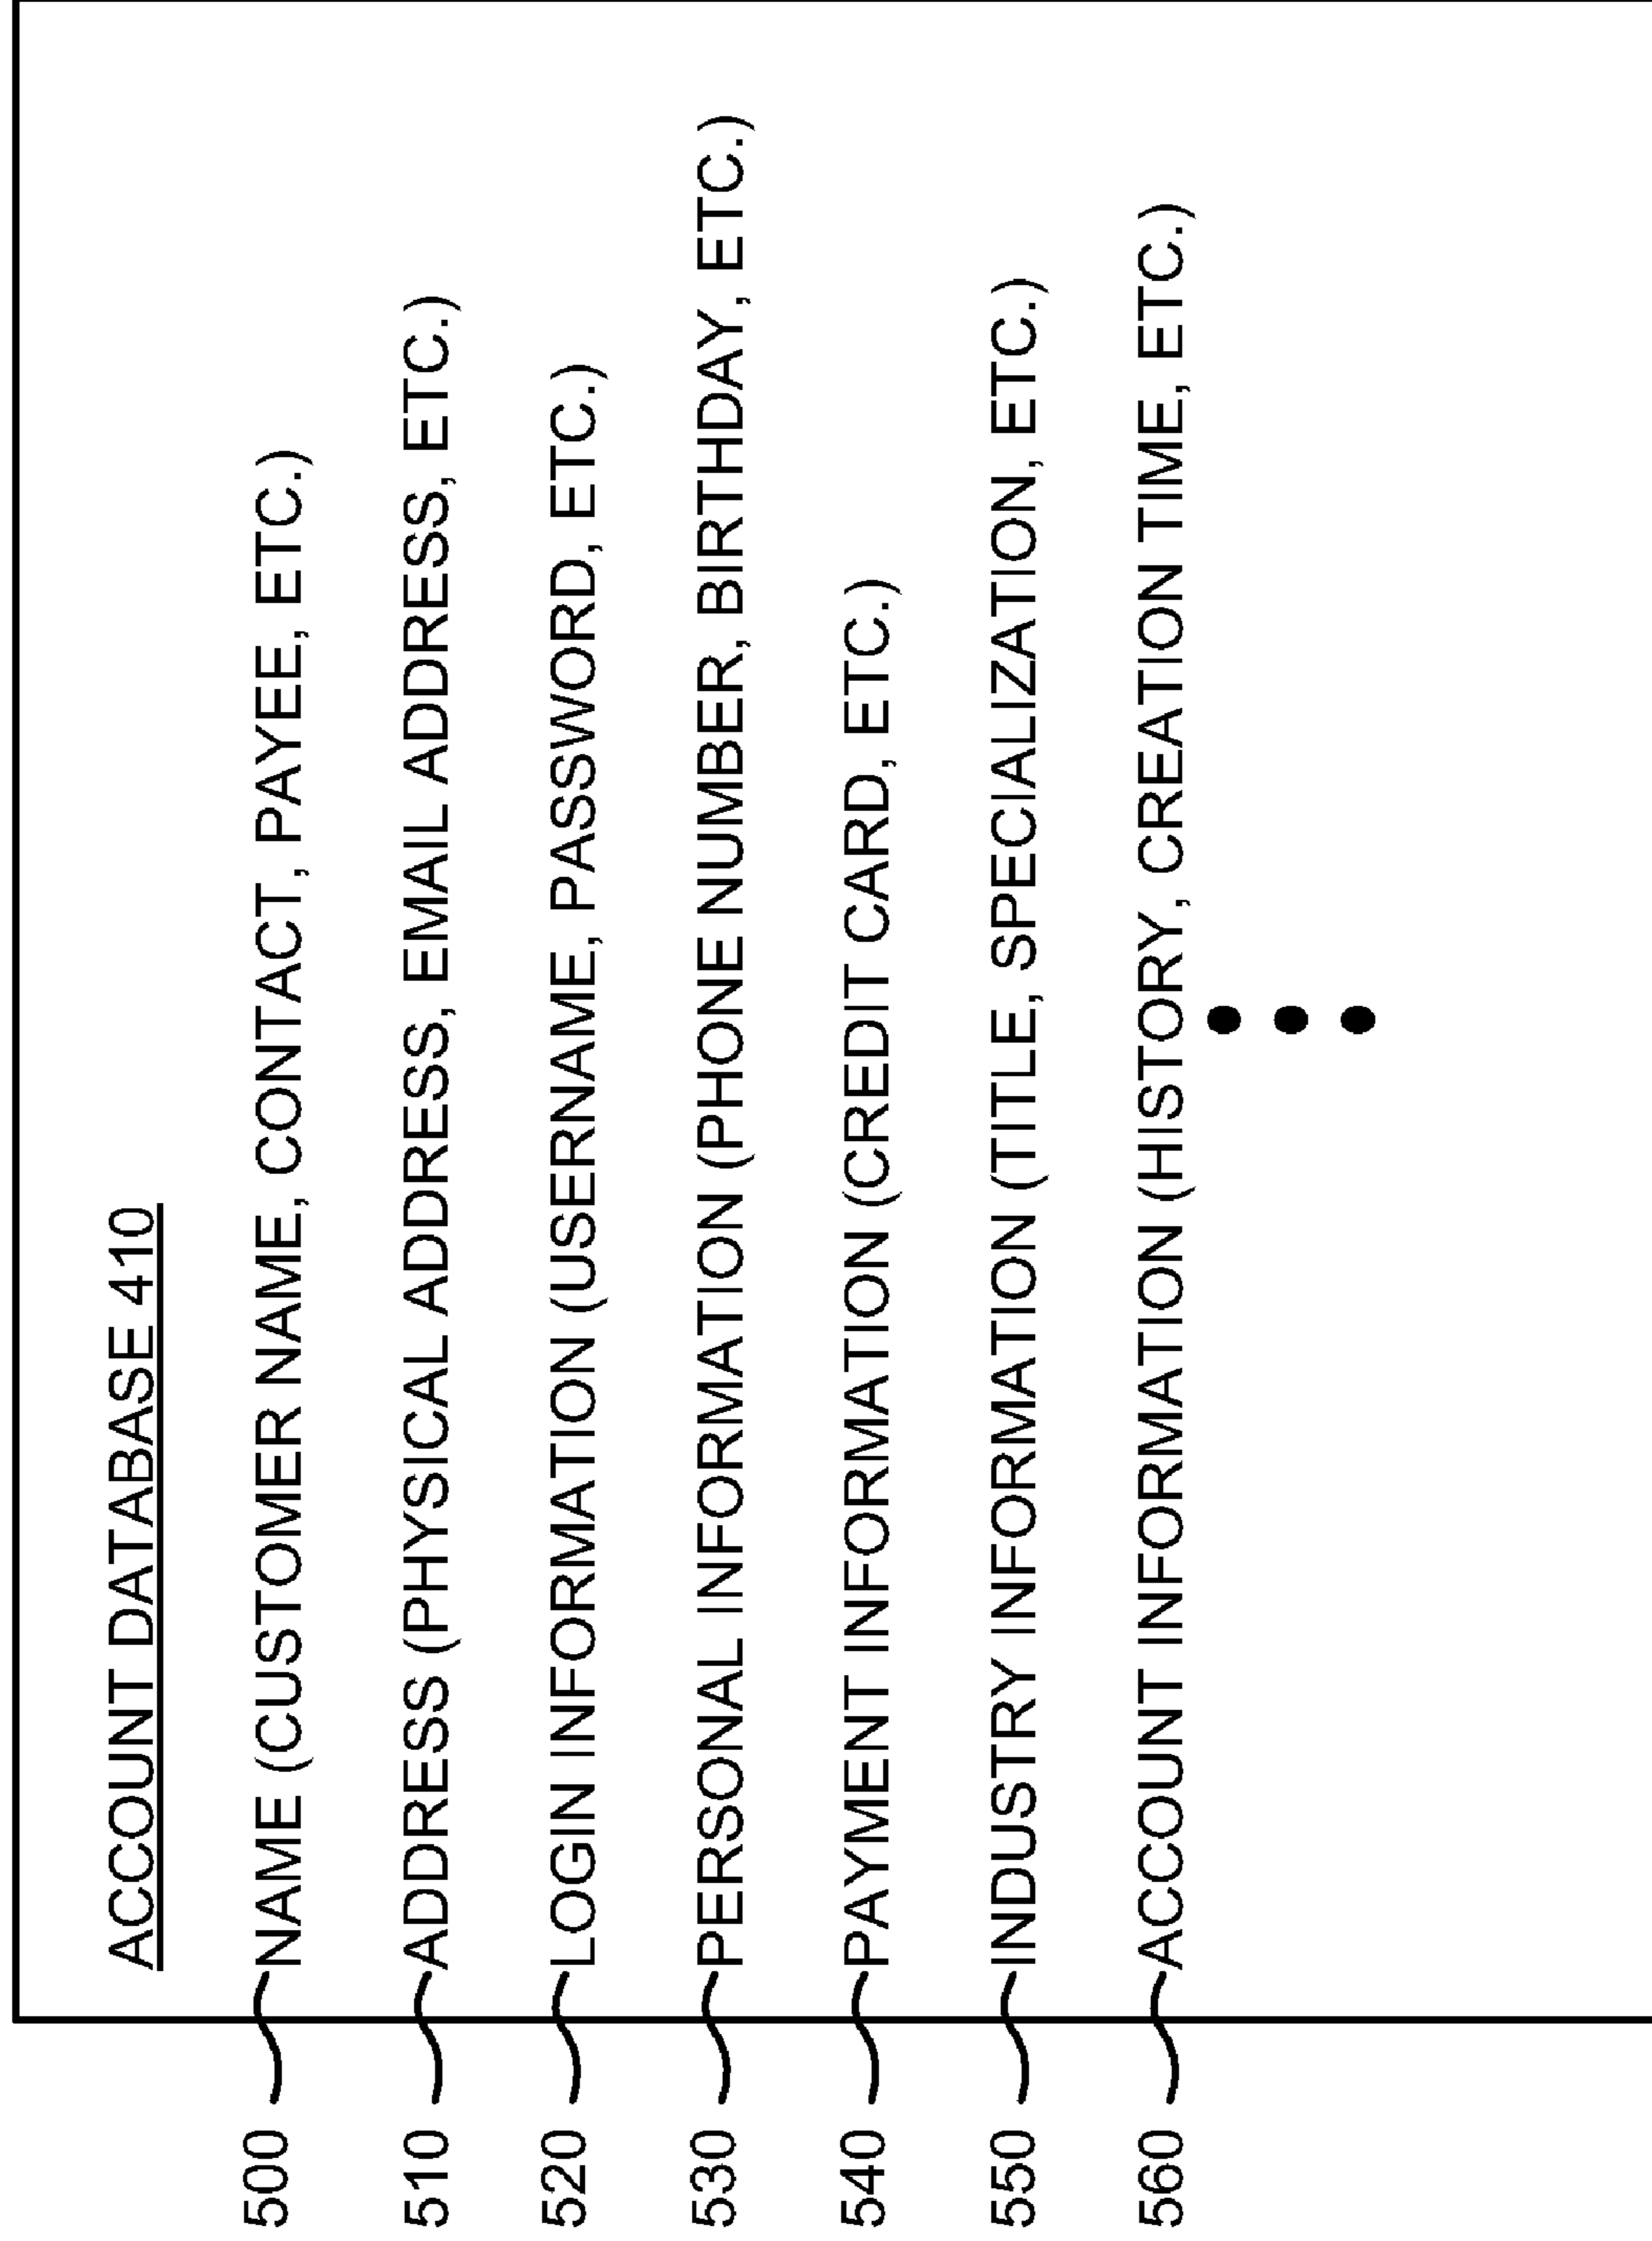 ACCOUNT DATABASE 410
500 NAME (CUSTOMER NAME, CONTACT, PAYEE, ETC.)
510 ADDRESS (PHYSICAL ADDRESS, EMAIL ADDRESS, ETC.)
520 LOGIN INFORMATION (USERNAME, PASSWORD, ETC.)
530 PERSONAL INFORMATION (PHONE NUMBER, BIRTHDAY, ETC.)
540 PAYMENT INFORMATION (CREDIT CARD, ETC.)
550 INDUSTRY INFORMATION (TITLE, SPECIALIZATION, ETC.)
560 ACCOUNT INFORMATION (HISTORY, CREATION TIME, ETC.)